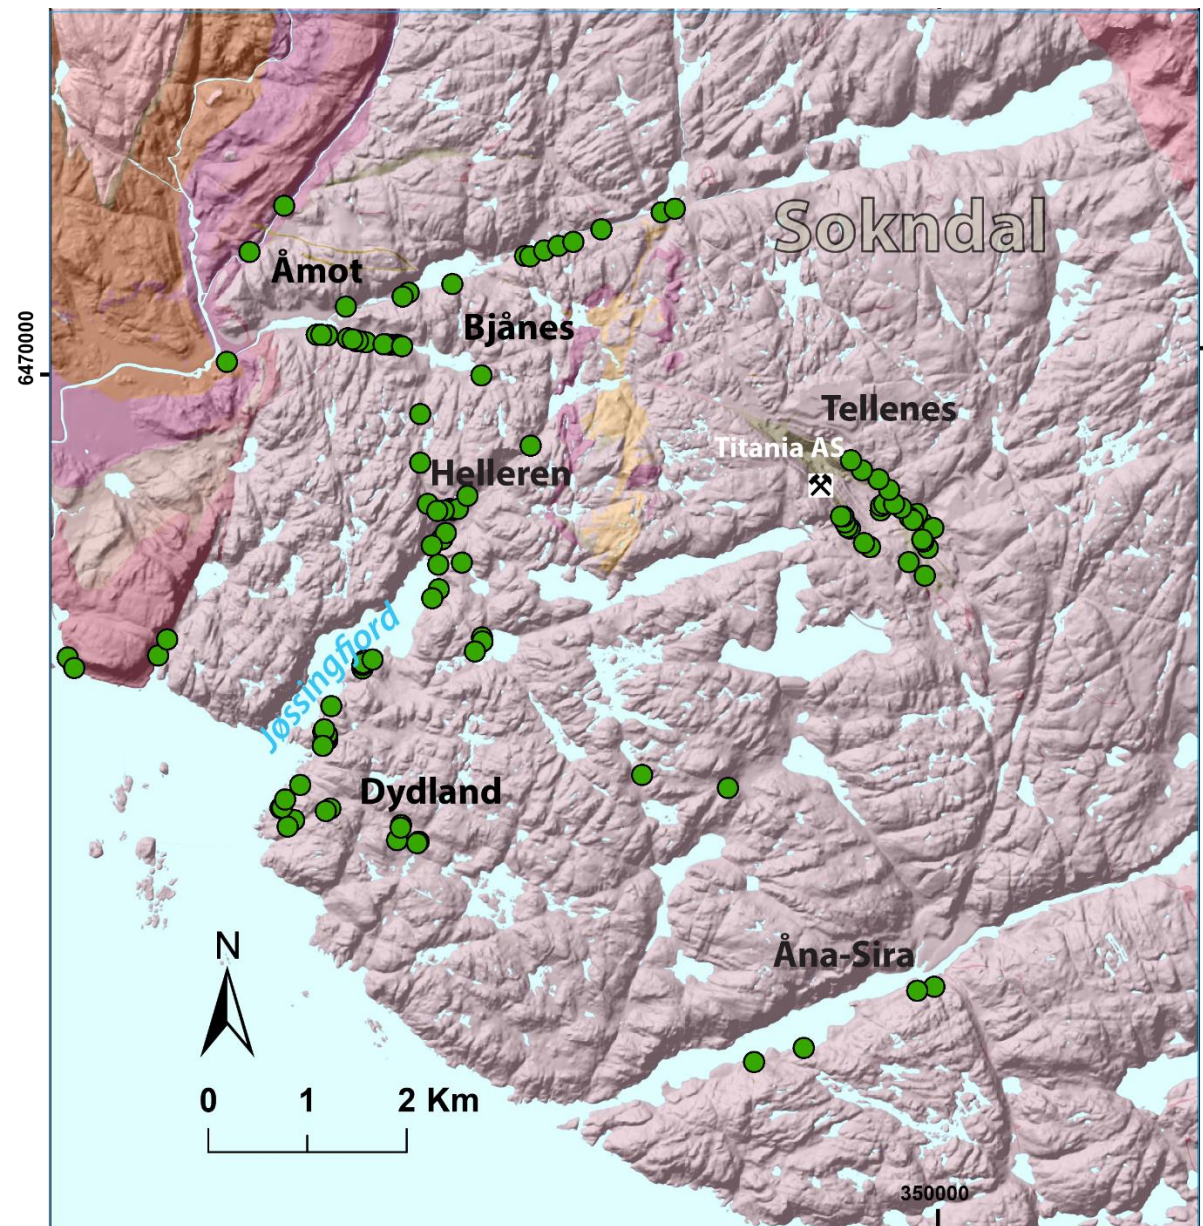 Sokndal
Åmot
Bjånes
6470000
Tellenes
Titania AS
Helleren
Jøssingfjord
Dydland
Åna-Sira
N
0 1 2 Km
350000